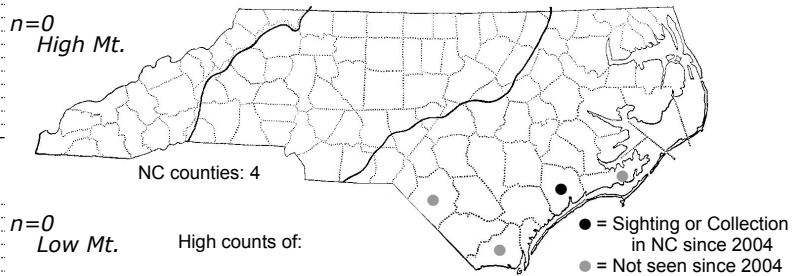 n=0
High Mt.
NC counties: 4
n=0
Low Mt.
High counts of:
= Sighting or Collection
in NC since 2004
= Not seen since 2004